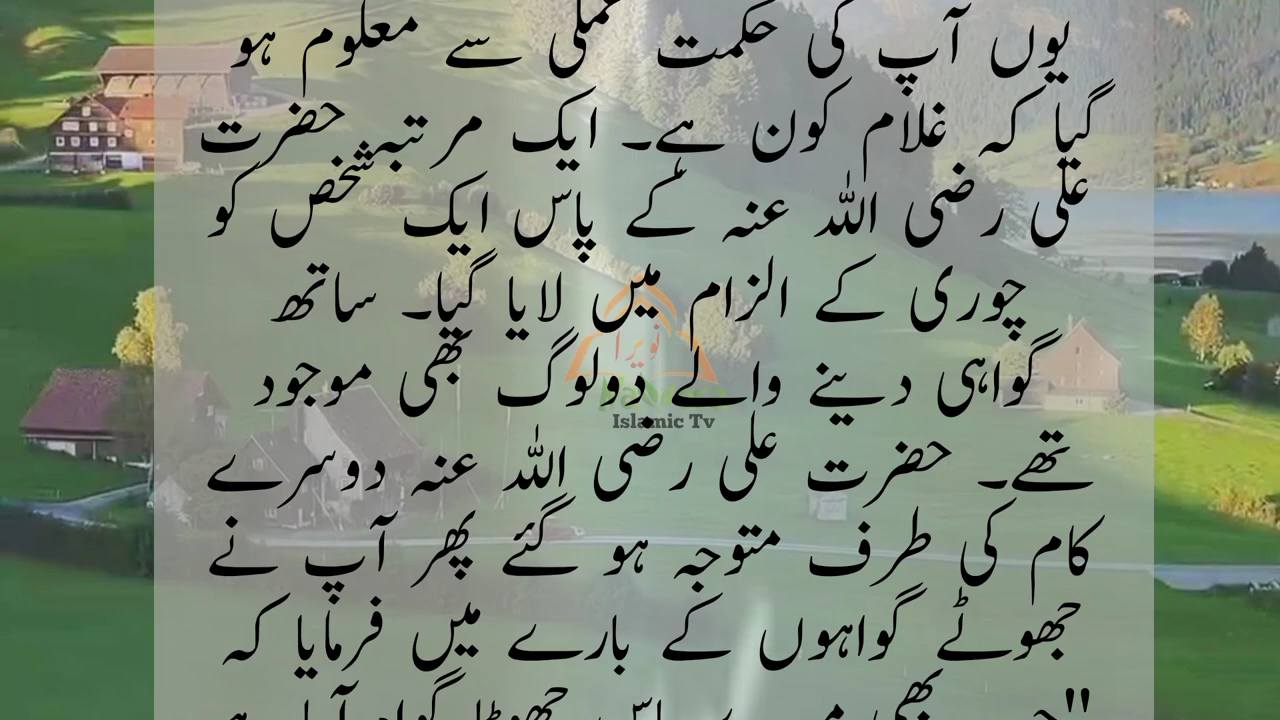 یوں آپ کی حکمت عملی سے معلوم ہو
گیا کہ غلام کون ہے۔ ایک مرتبہ حضرت
علی رضی اللہ عنہ کے پاس ایک شخص کو
چوری کے الزام میں لایا گیا۔ ساتھ
گواہی دینے والے دولوگ بھی موجود
تھے۔ حضرت علی رضی اللہ عنہ دوسرے
کام کی طرف متوجہ ہو گئے پھر آپ نے
جھوٹے گواہوں کے بارے میں فرمایا کہ
نویرا
Islamic Tv